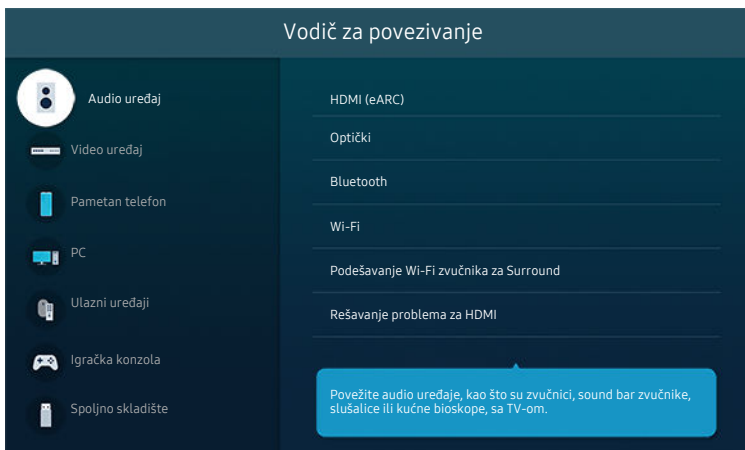 Vodič za povezivanje
Audio uređaj
Video uređaj
Pametan telefon
PC
Ulazni uređaji
Igračka konzola
Spoljno skladište
HDMI (eARC)
Optički
Bluetooth
Wi-Fi
Podešavanje Wi-Fi zvučnika za Surround
Rešavanje problema za HDMI
Povežite audio uređaje, kao što su zvučnici, sound bar zvučnike,
slušalice ili kućne bioskope, sa TV-om.